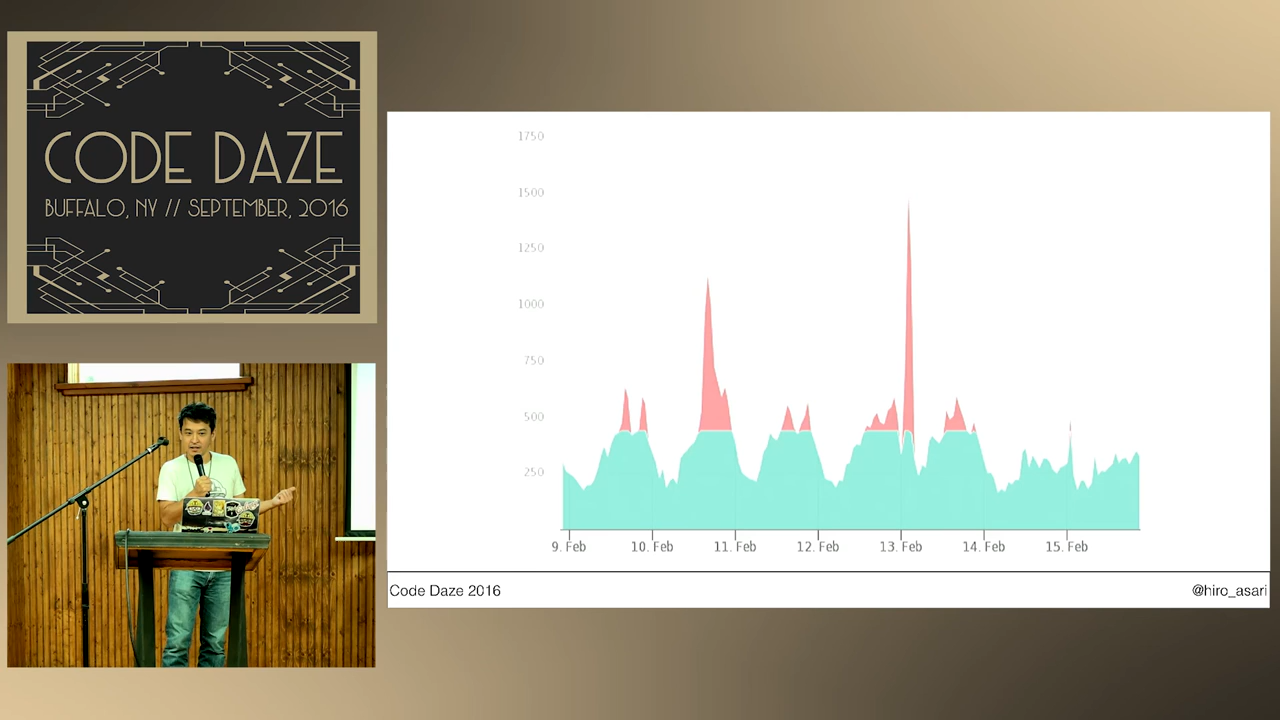 CODE DAZE
BUFFALO, NY // SEPTEMBER, 2016
1750
1500
1250
1000
750
500
250
9. Feb
10. Feb
11. Feb
12. Feb
13. Feb
14. Feb
15. Feb
Code Daze 2016
@hiro_asari